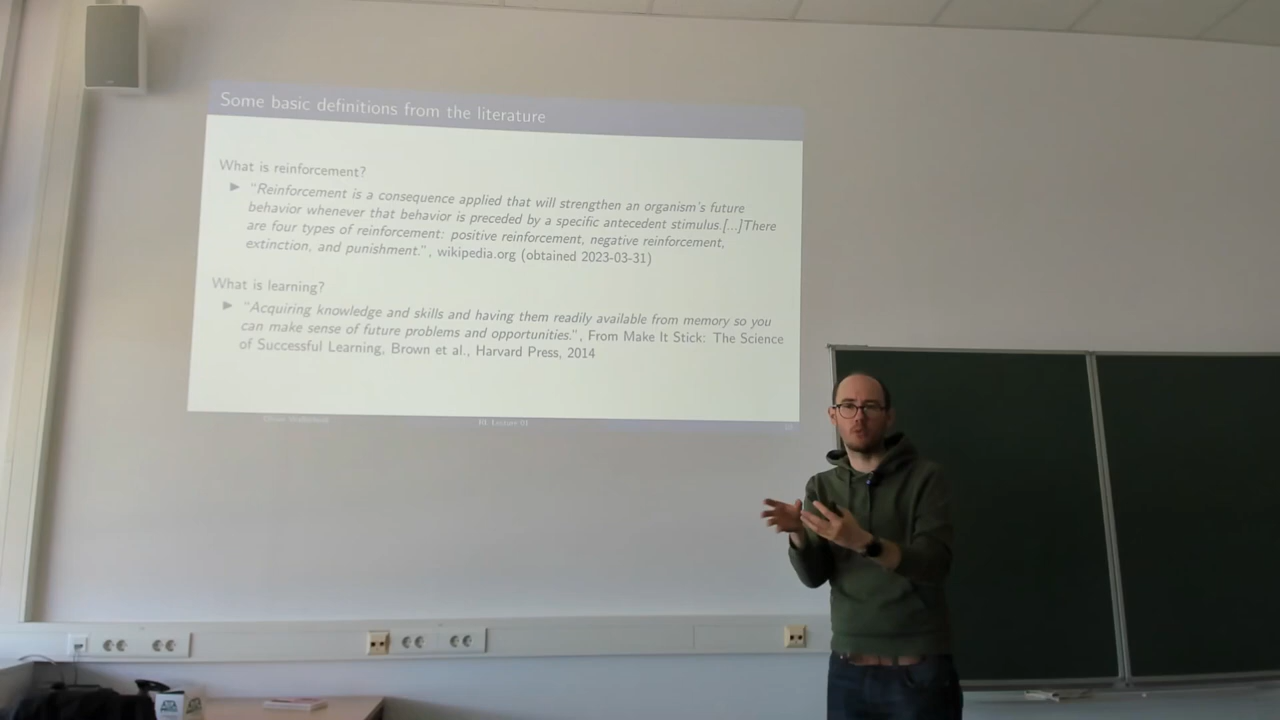 Some basic definitions from the literature
What is reinforcement?
"Reinforcement is a consequence applied that will strengthen an organism's future
behavior whenever that behavior is preceded by a specific antecedent stimulus.[...]There
are four types of reinforcement: positive reinforcement, negative reinforcement,
extinction, and punishment.", wikipedia.org (obtained 2023-03-31)
What is learning?
"Acquiring knowledge and skills and having them readily available from memory so you
can make sense of future problems and opportunities.", From Make It Stick: The Science
of Successful Learning, Brown et al., Harvard Press, 2014
RL Lecture 01